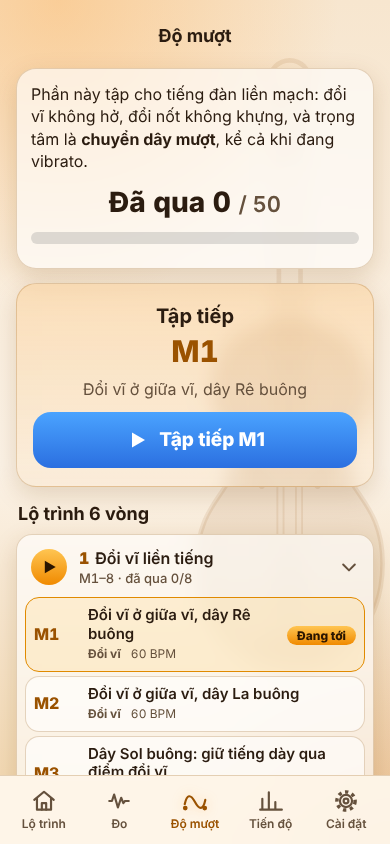 Độ mượt
Phần này tập cho tiếng đàn liền mạch: đổi
vĩ không hở, đổi nốt không khựng, và trọng
tâm là chuyển dây mượt, kể cả khi đang
vibrato.
Đã qua 0 / 50
Tập tiếp
M1
Đổi vĩ ở giữa vĩ, dây Rê buông
Tập tiếp M1
Lộ trình 6 vòng
1 Đổi vĩ liền tiếng
M1–8 · đã qua 0/8
M1
Đổi vĩ ở giữa vĩ, dây Rê
buông
Đổi vĩ 60 BPM
Đang tới
M2
Đổi vĩ ở giữa vĩ, dây La buông
Đổi vĩ 60 BPM
M3
Dây Sol buông: giữ tiếng dày qua
điểm đổi vĩ
Lộ trình
Đo
Độ mượt
Tiến độ
Cài đặt